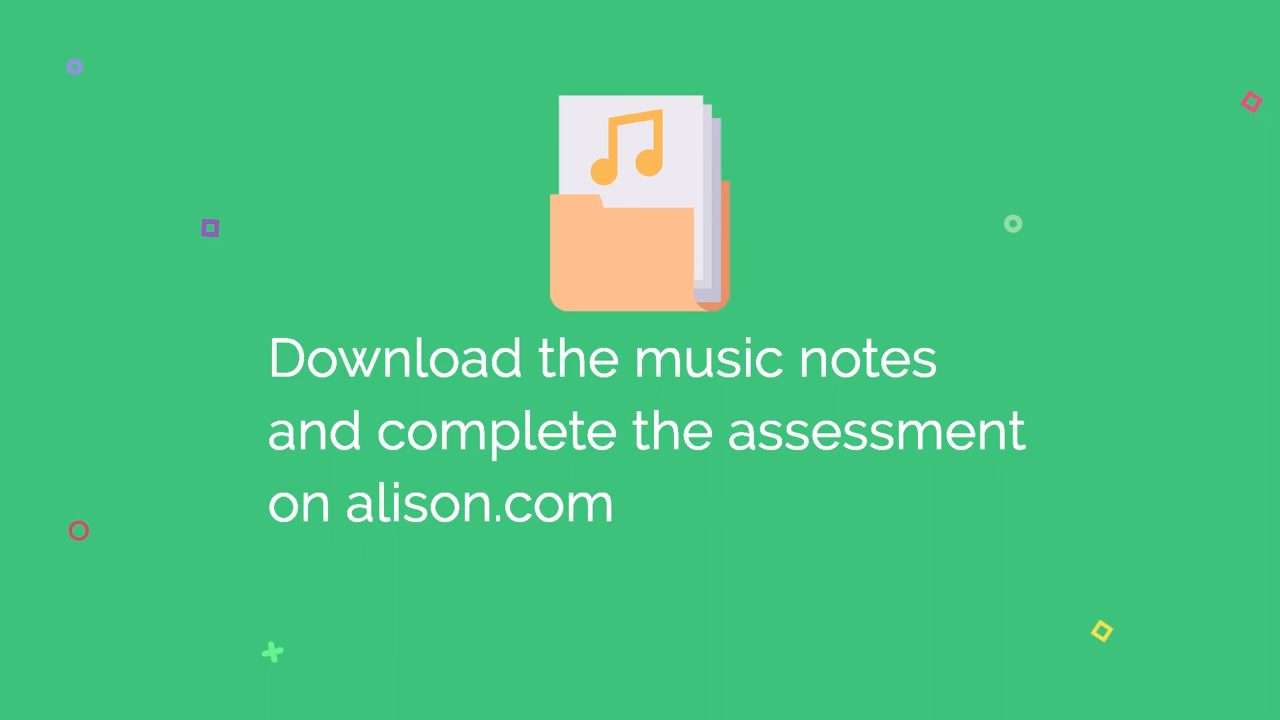 Download the music notes
and complete the assessment
on alison.com